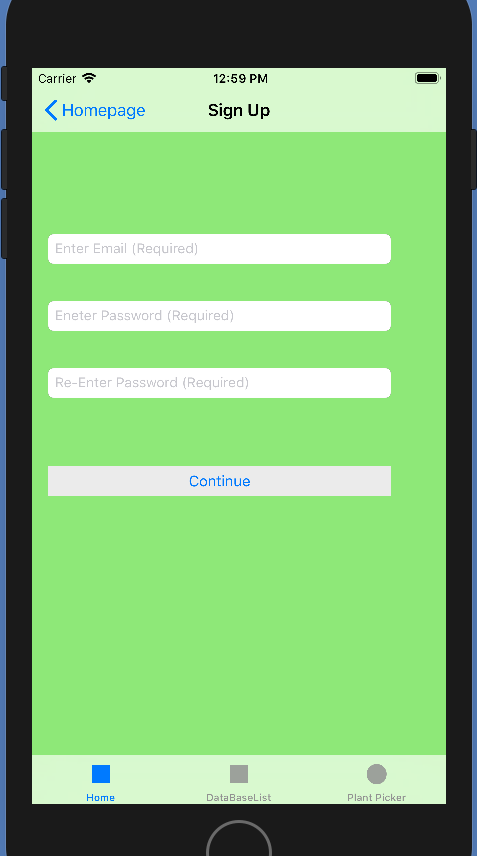 Carrier 12:59 PM
Homepage Sign Up
Enter Email (Required)
Eneter Password (Required)
Re-Enter Password (Required)
Continue
Home DataBaseList Plant Picker